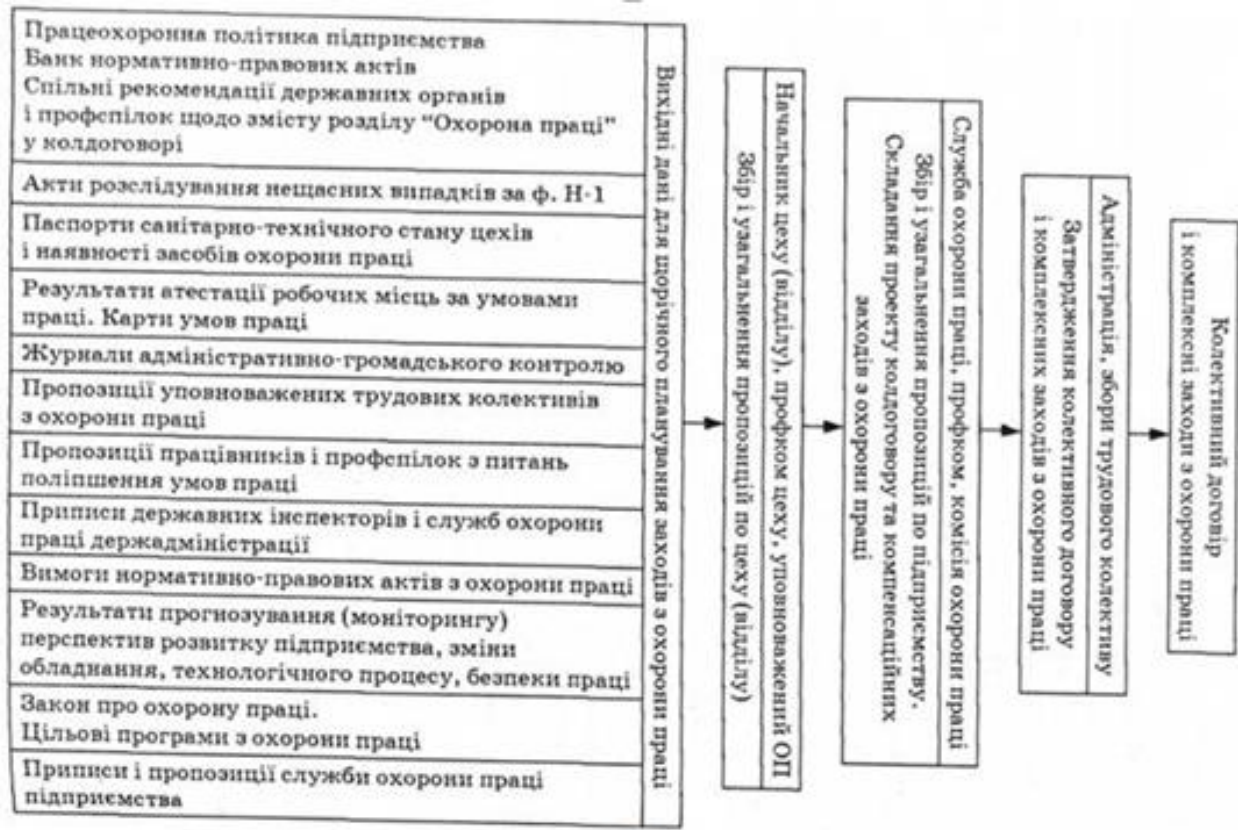 Працеохоронна політика підприємства
Банк нормативно-правових актів
Спільні рекомендації державних органів
і профспілок щодо змісту розділу “Охорона праці”
у колдоговорі
Акти розслідування нещасних випадків за ф. Н-1
Паспорти санітарно-технічного стану цехів
і наявності засобів охорони праці
Результати атестації робочих місць за умовами
праці. Карти умов праці
Журнали адміністративно-громадського контролю
Пропозиції уповноважених трудових колективів
з охорони праці
Пропозиції працівників і профспілок з питань
поліпшення умов праці
Приписи державних інспекторів і служб охорони
праці держадміністрації
Вимоги нормативно-правових актів з охорони праці
Результати прогнозування (моніторингу)
перспектив розвитку підприємства, зміни
обладнання, технологічного процесу, безпеки праці
Закон про охорону праці.
Цільові програми з охорони праці
Приписи і пропозиції служби охорони праці
підприємства
Вихідні дані для щорічного планування заходів з охорони праці
Начальник цеху (відділу), профком цеху, уповноважений ОП
Збір і узагальнення пропозицій по цеху (відділу)
Служба охорони праці, профком, комісія охорони праці
Збір і узагальнення пропозицій по підприємству.
Складання проекту колдоговору та компенсаційних
заходів з охорони праці
Адміністрація, збори трудового колективу
Затвердження колективного договору
і комплексних заходів з охорони праці
Колективний договір
і комплексні заходи з охорони праці